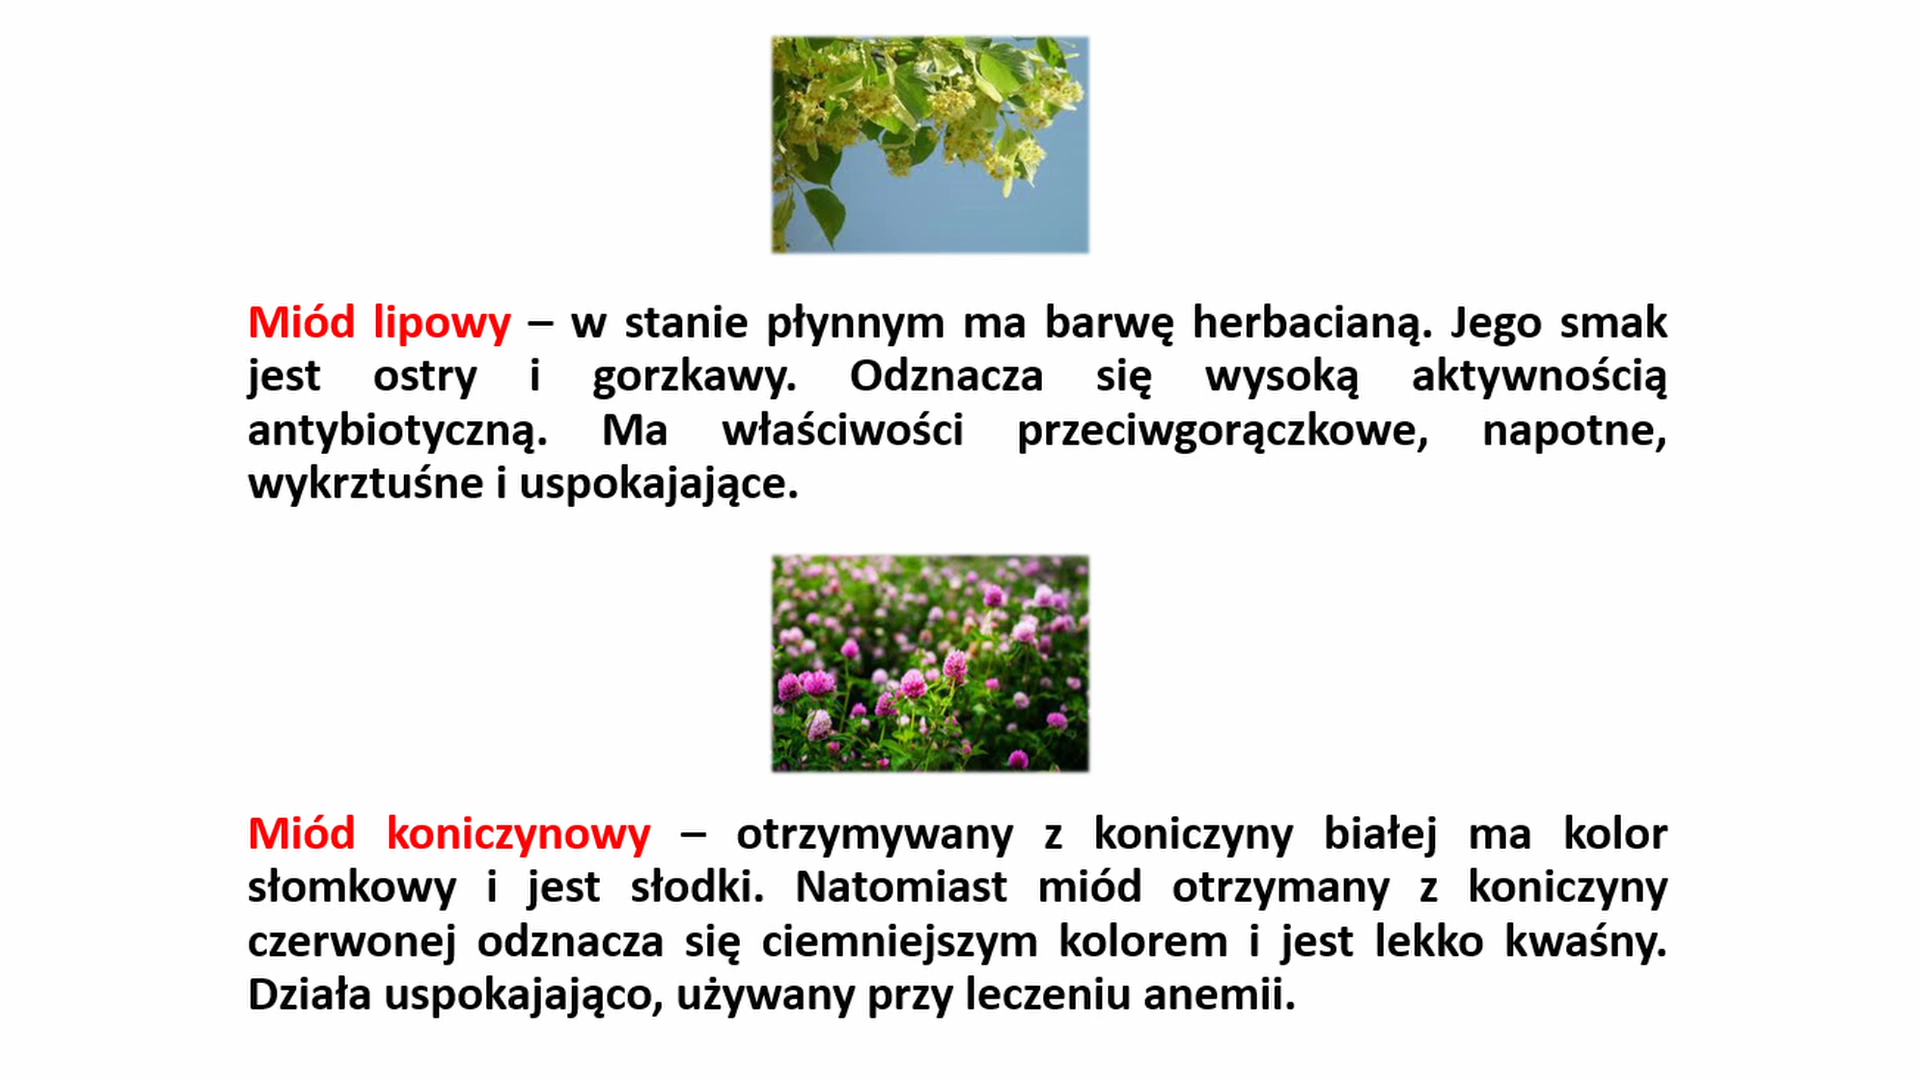 Miód lipowy – w stanie płynnym ma barwę herbacianą. Jego smak
jest ostry i gorzkawy. Odznacza się wysoką aktywnością
antybiotyczną. Ma właściwości przeciwgorączkowe, napotne,
wykrztuśne i uspokajające.
Miód koniczynowy – otrzymywany z koniczyny białej ma kolor
słomkowy i jest słodki. Natomiast miód otrzymany z koniczyny
czerwonej odznacza się ciemniejszym kolorem i jest lekko kwaśny.
Działa uspokajająco, używany przy leczeniu anemii.